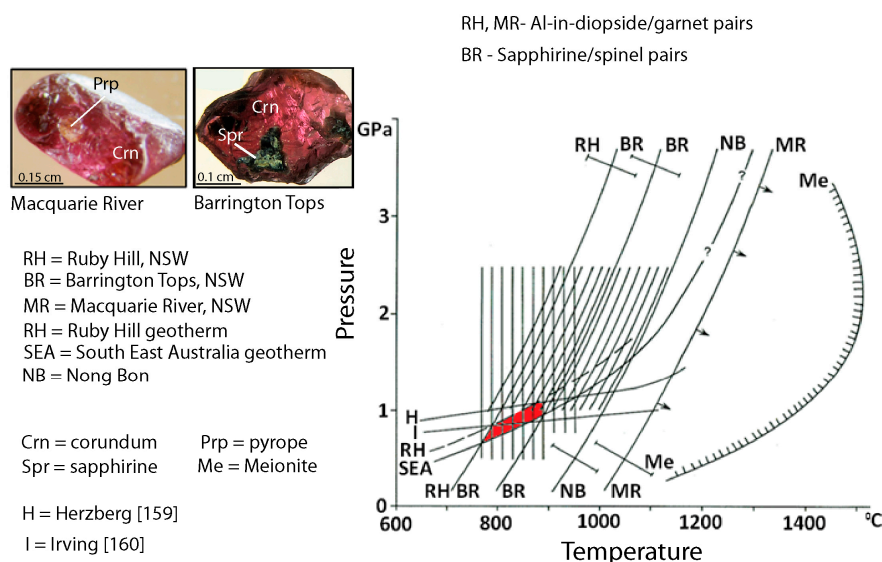 RH, MR- Al-in-diopside/garnet pairs
BR - Sapphirine/spinel pairs
Prp
Crn
0.15 cm
Crn
Spr
0.1 cm
Macquarie River
Barrington Tops
RH = Ruby Hill, NSW
BR = Barrington Tops, NSW
MR = Macquarie River, NSW
RH = Ruby Hill geotherm
SEA = South East Australia geotherm
NB = Nong Bon
Crn = corundum
Prp = pyrope
Spr = sapphirine
Me = Meionite
H = Herzberg [159]
I = Irving [160]
GPa
RH BR BR NB MR
?
Me
3
?
Pressure
2
1
H
I
RH
SEA
Me
RH BR BR NB MR
0
600 800 1000 1200 1400 °C
Temperature